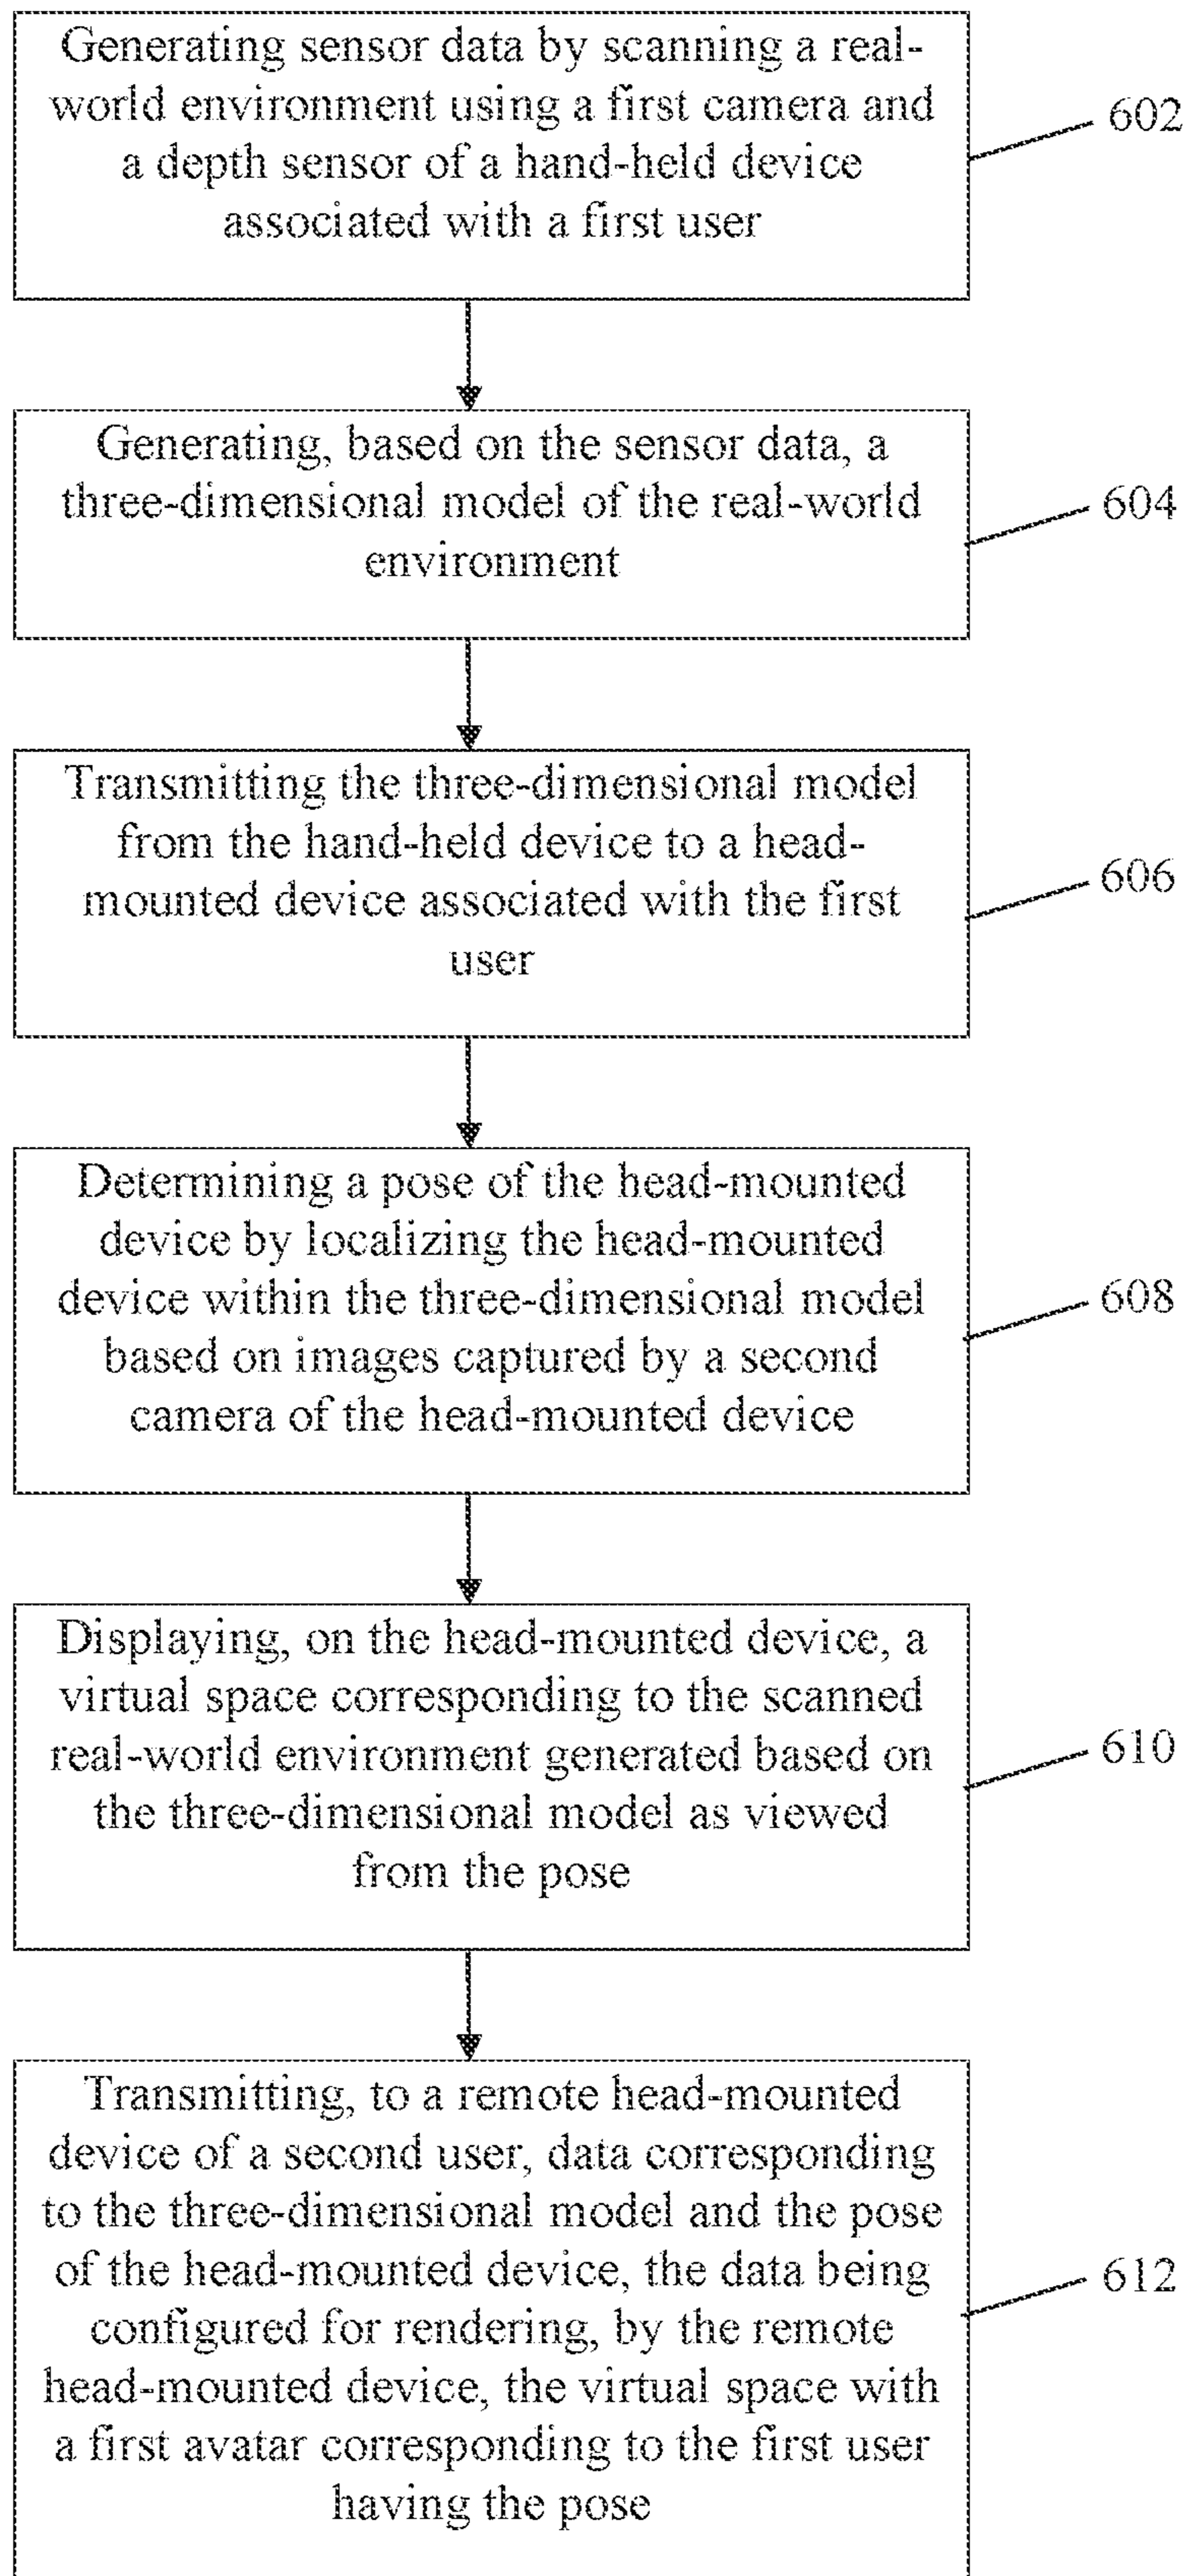 Generating sensor data by scanning a real-
world environment using a first camera and
a depth sensor of a hand-held device
associated with a first user
602
Generating, based on the sensor data, a
three-dimensional model of the real-world
environment
604
Transmitting the three-dimensional model
from the hand-held device to a head-
mounted device associated with the first
user
606
Determining a pose of the head-mounted
device by localizing the head-mounted
device within the three-dimensional model
based on images captured by a second
camera of the head-mounted device
608
Displaying, on the head-mounted device, a
virtual space corresponding to the scanned
real-world environment generated based on
the three-dimensional model as viewed
from the pose
610
Transmitting, to a remote head-mounted
device of a second user, data corresponding
to the three-dimensional model and the pose
of the head-mounted device, the data being
configured for rendering, by the remote
head-mounted device, the virtual space with
a first avatar corresponding to the first user
having the pose
612